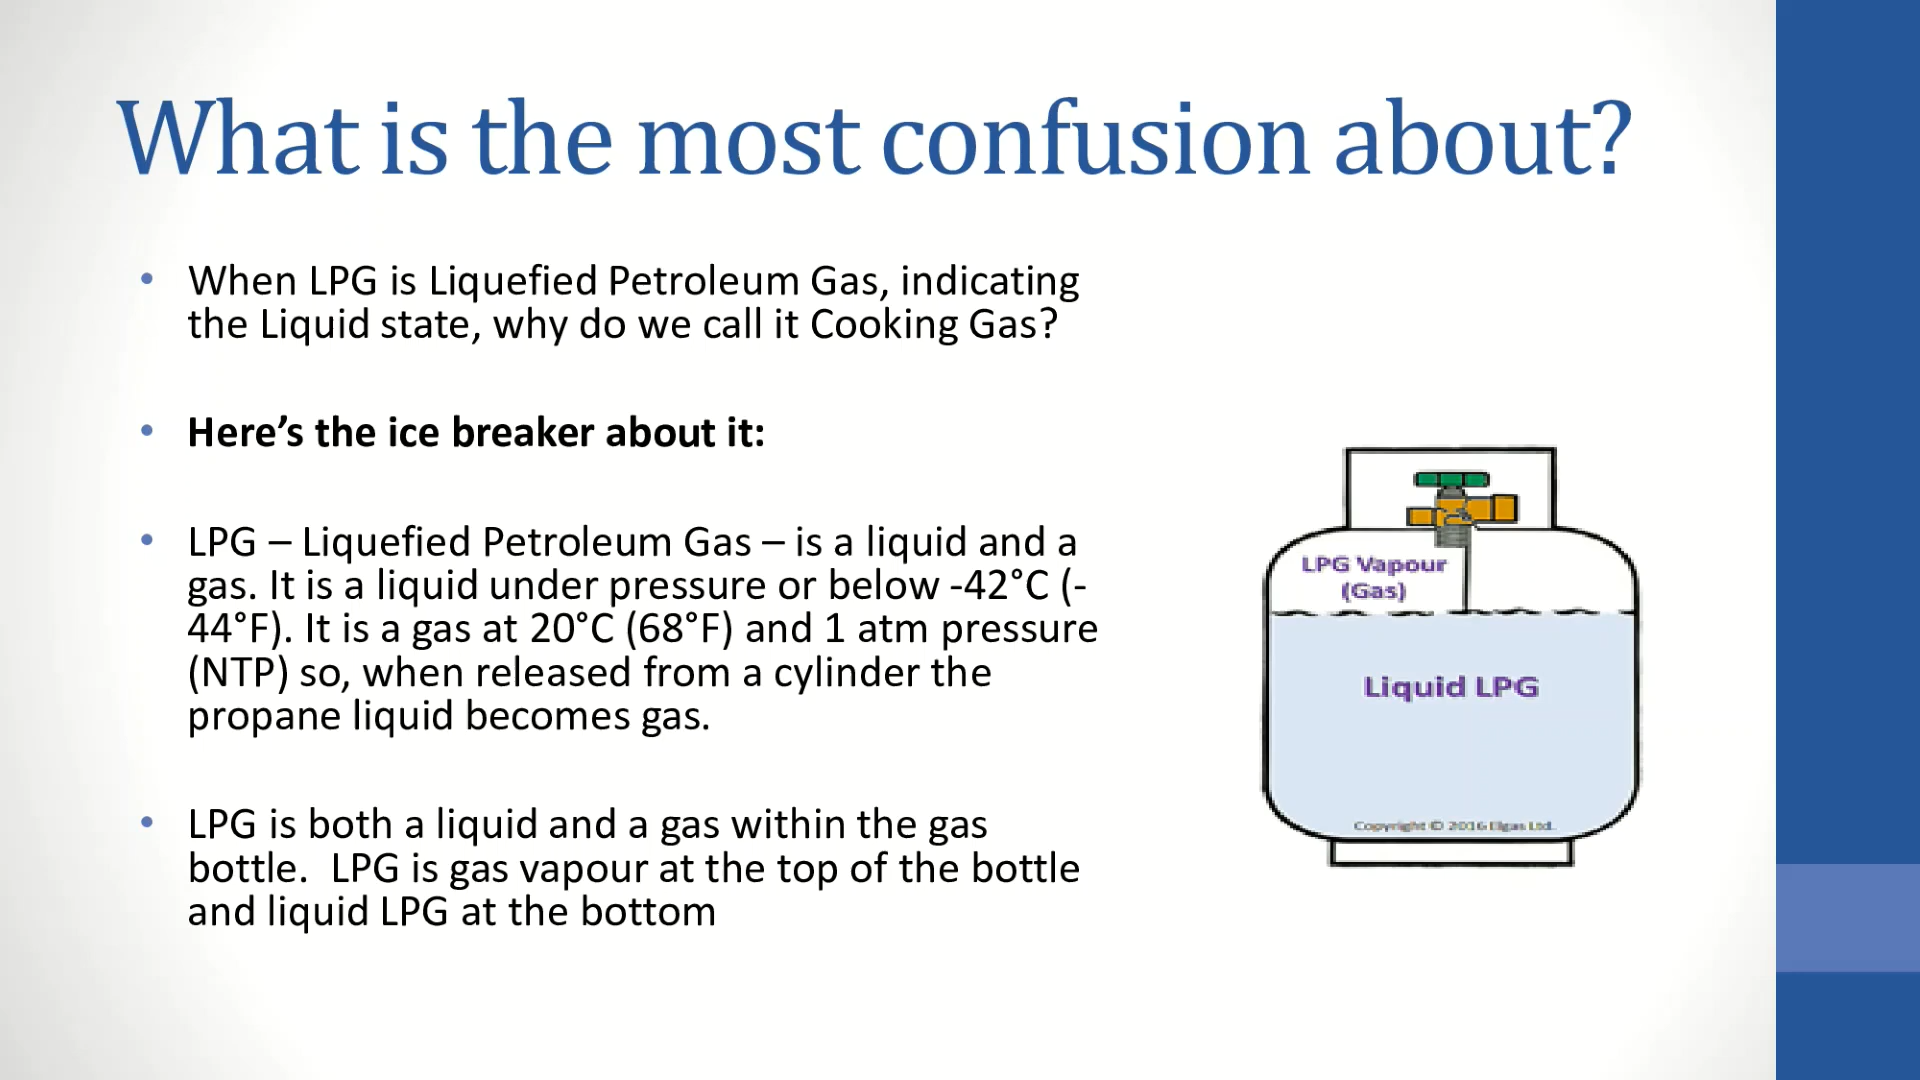 What is the most confusion about?
• When LPG is Liquefied Petroleum Gas, indicating
the Liquid state, why do we call it Cooking Gas?
• Here’s the ice breaker about it:
• LPG – Liquefied Petroleum Gas – is a liquid and a
gas. It is a liquid under pressure or below -42°C (-
44°F). It is a gas at 20°C (68°F) and 1 atm pressure
(NTP) so, when released from a cylinder the
propane liquid becomes gas.
• LPG is both a liquid and a gas within the gas
bottle.  LPG is gas vapour at the top of the bottle
and liquid LPG at the bottom
LPG Vapour
(Gas)
Liquid LPG
Copyright © 2016 Elgas Ltd.